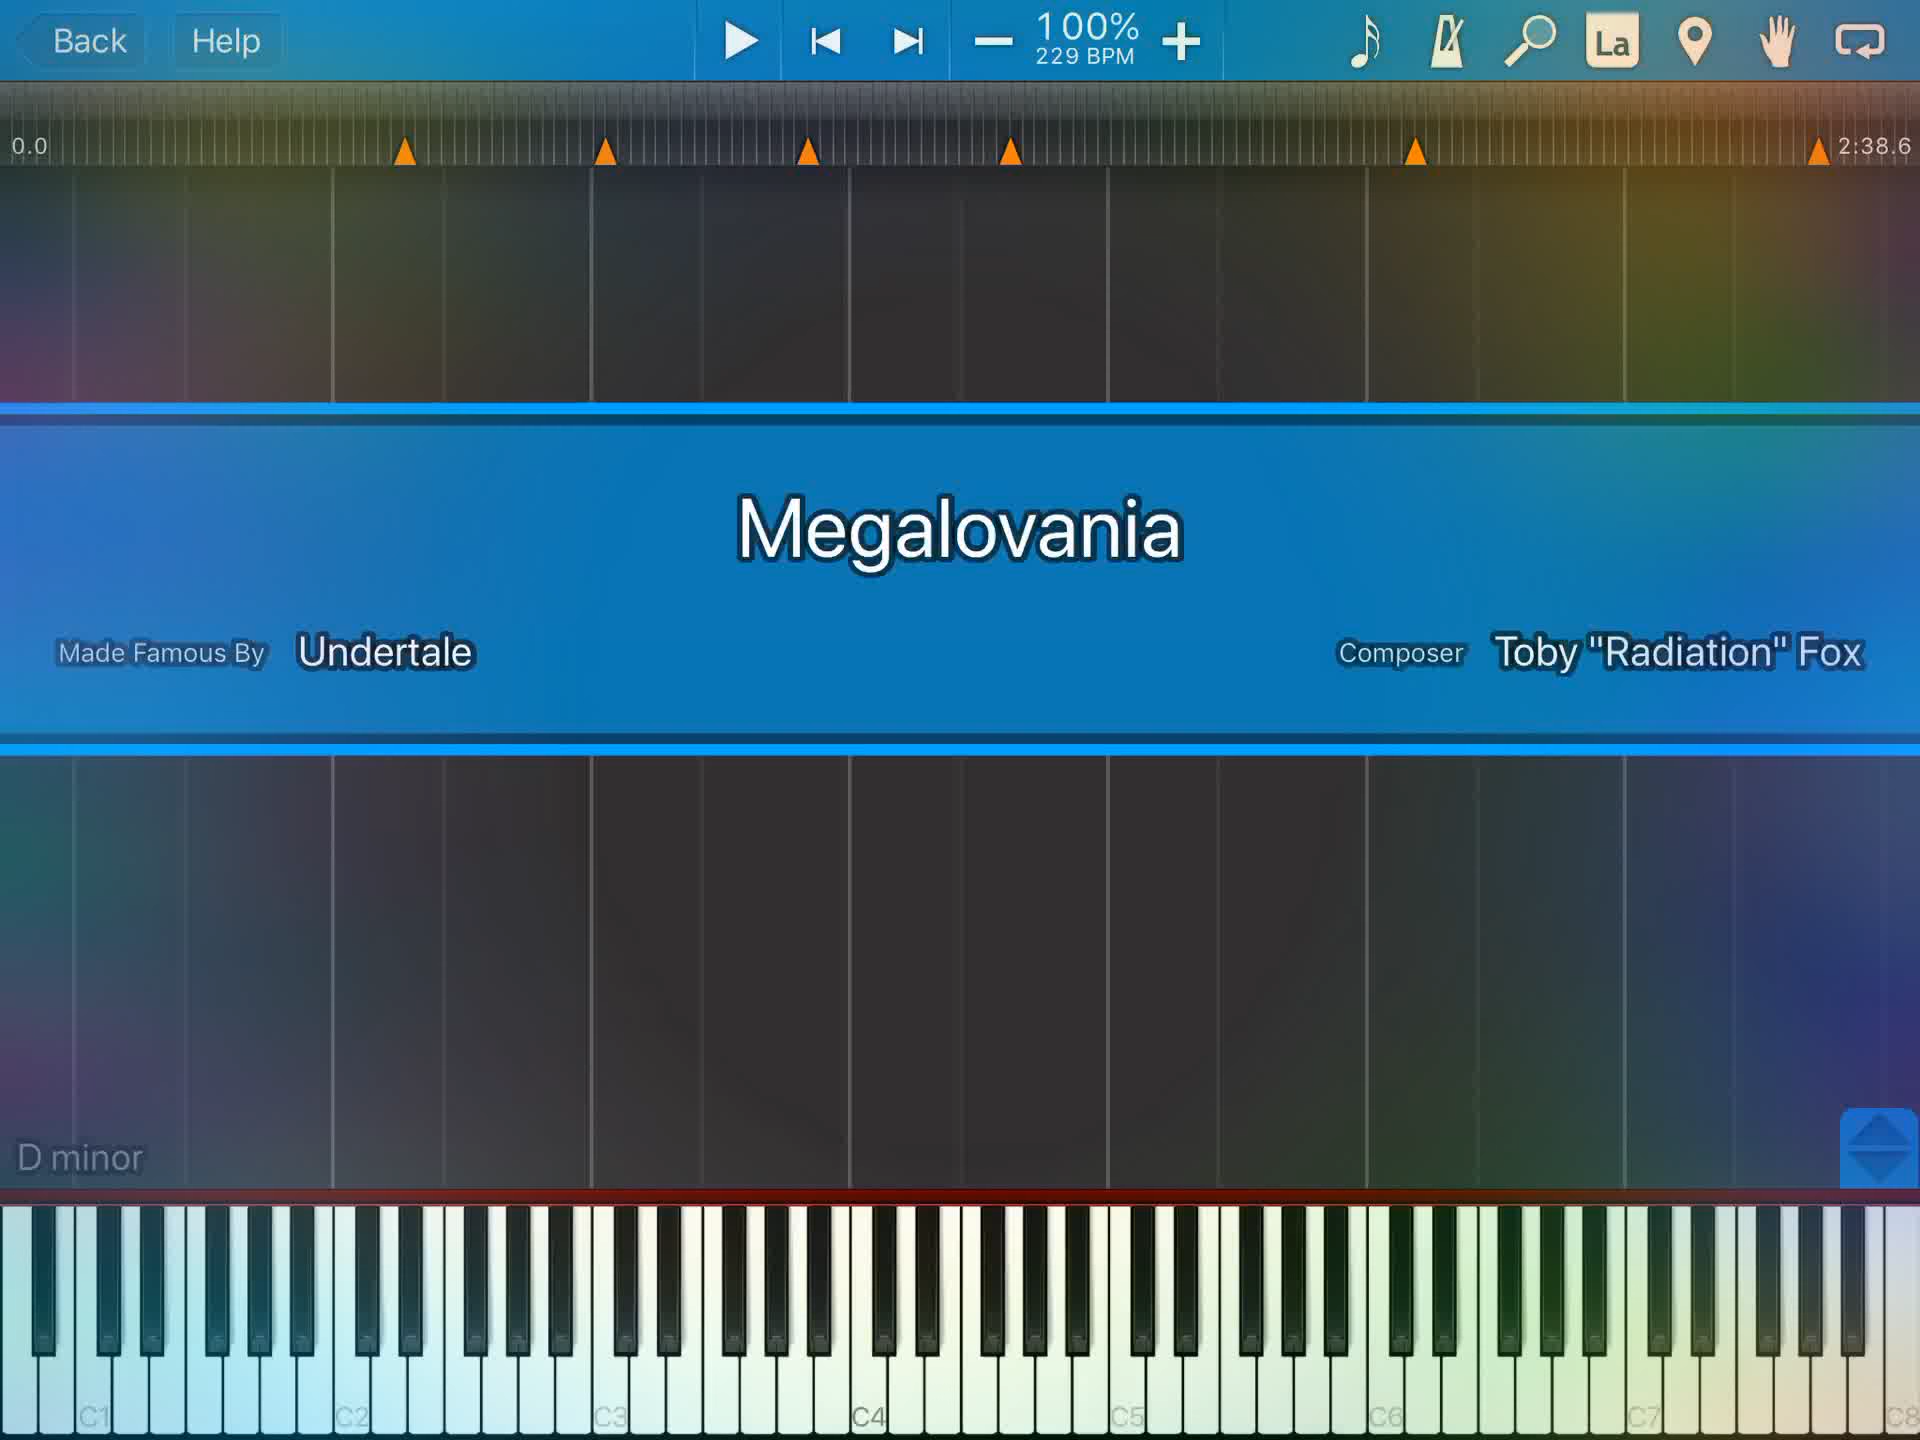 Back Help 100% La
229 BPM
0.0 2:38.6
Megalovania
Made Famous By Undertale Composer Toby "Radiation" Fox
D minor
C1 C2 C3 C4 C5 C6 C7 C8